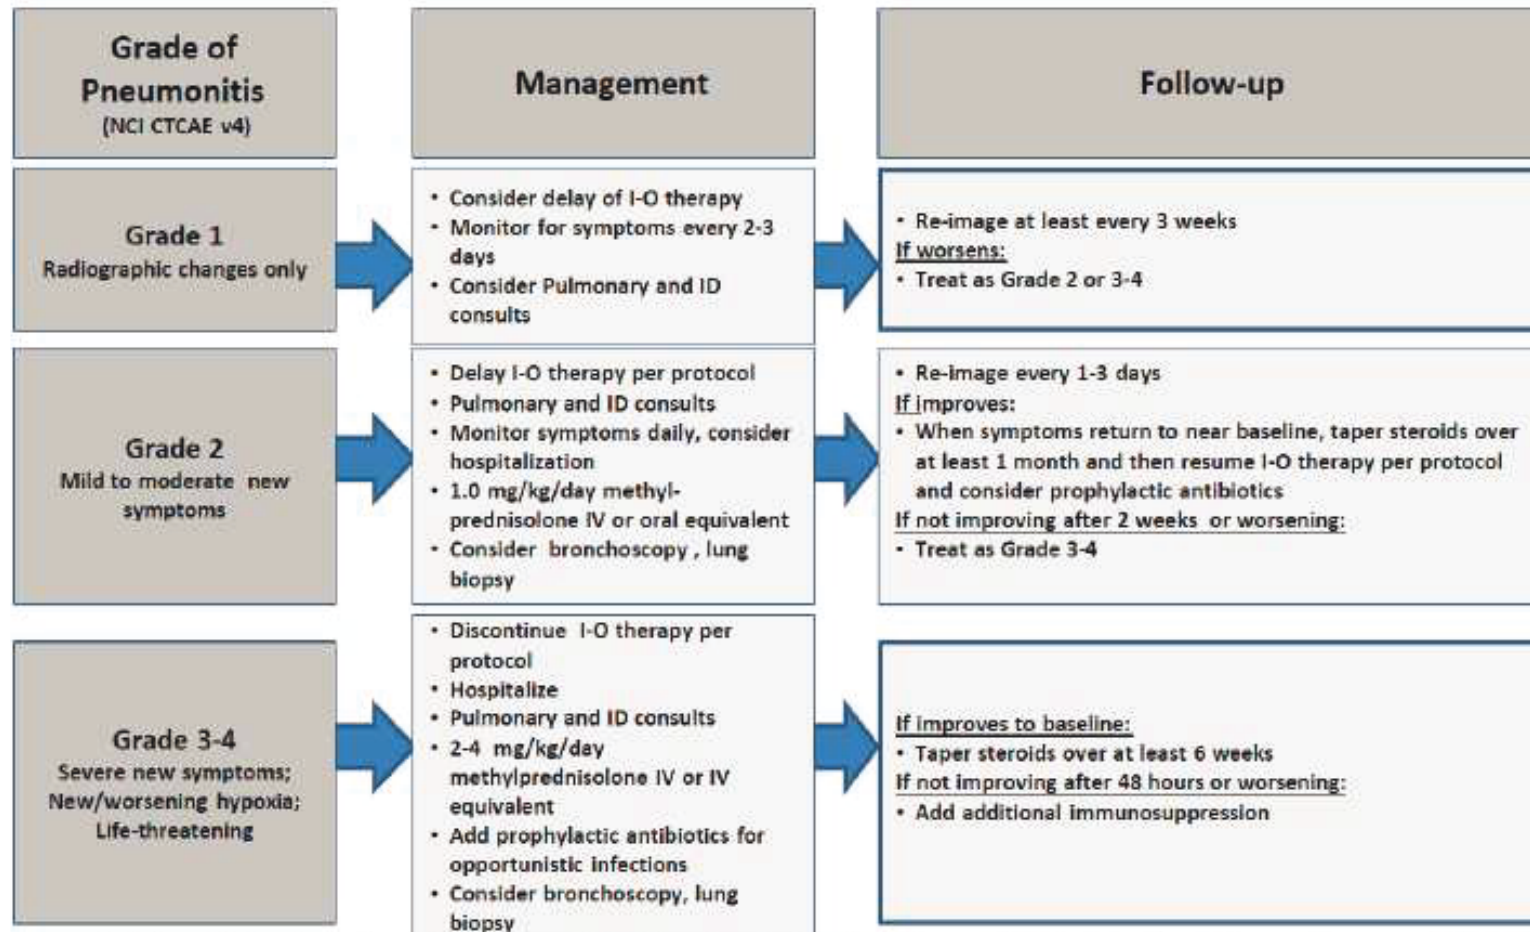 Grade of
Pneumonitis
(NCI CTCAE v4)
Management
Follow-up
Grade 1
Radiographic changes only
• Consider delay of I-O therapy
• Monitor for symptoms every 2-3
days
• Consider Pulmonary and ID
consults
• Re-image at least every 3 weeks
If worsens:
• Treat as Grade 2 or 3-4
Grade 2
Mild to moderate new
symptoms
• Delay I-O therapy per protocol
• Pulmonary and ID consults
• Monitor symptoms daily, consider
hospitalization
• 1.0 mg/kg/day methyl-
prednisolone IV or oral equivalent
• Consider bronchoscopy , lung
biopsy
• Re-image every 1-3 days
If improves:
• When symptoms return to near baseline, taper steroids over
at least 1 month and then resume I-O therapy per protocol
and consider prophylactic antibiotics
If not improving after 2 weeks or worsening:
• Treat as Grade 3-4
Grade 3-4
Severe new symptoms;
New/worsening hypoxia;
Life-threatening
• Discontinue I-O therapy per
protocol
• Hospitalize
• Pulmonary and ID consults
• 2-4 mg/kg/day
methylprednisolone IV or IV
equivalent
• Add prophylactic antibiotics for
opportunistic infections
• Consider bronchoscopy, lung
biopsy
If improves to baseline:
• Taper steroids over at least 6 weeks
If not improving after 48 hours or worsening:
• Add additional immunosuppression